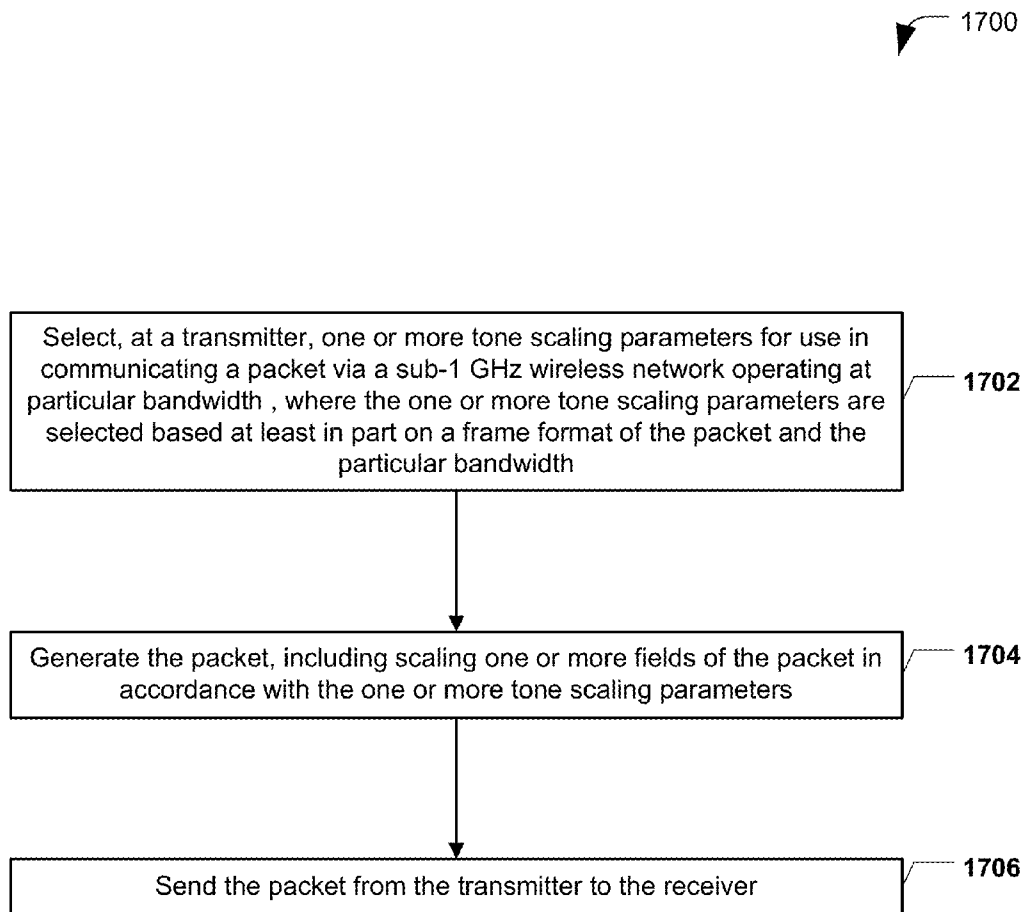 1700
Select, at a transmitter, one or more tone scaling parameters for use in
communicating a packet via a sub-1 GHz wireless network operating at
particular bandwidth , where the one or more tone scaling parameters are
selected based at least in part on a frame format of the packet and the
particular bandwidth
1702
Generate the packet, including scaling one or more fields of the packet in
accordance with the one or more tone scaling parameters
1704
Send the packet from the transmitter to the receiver
1706